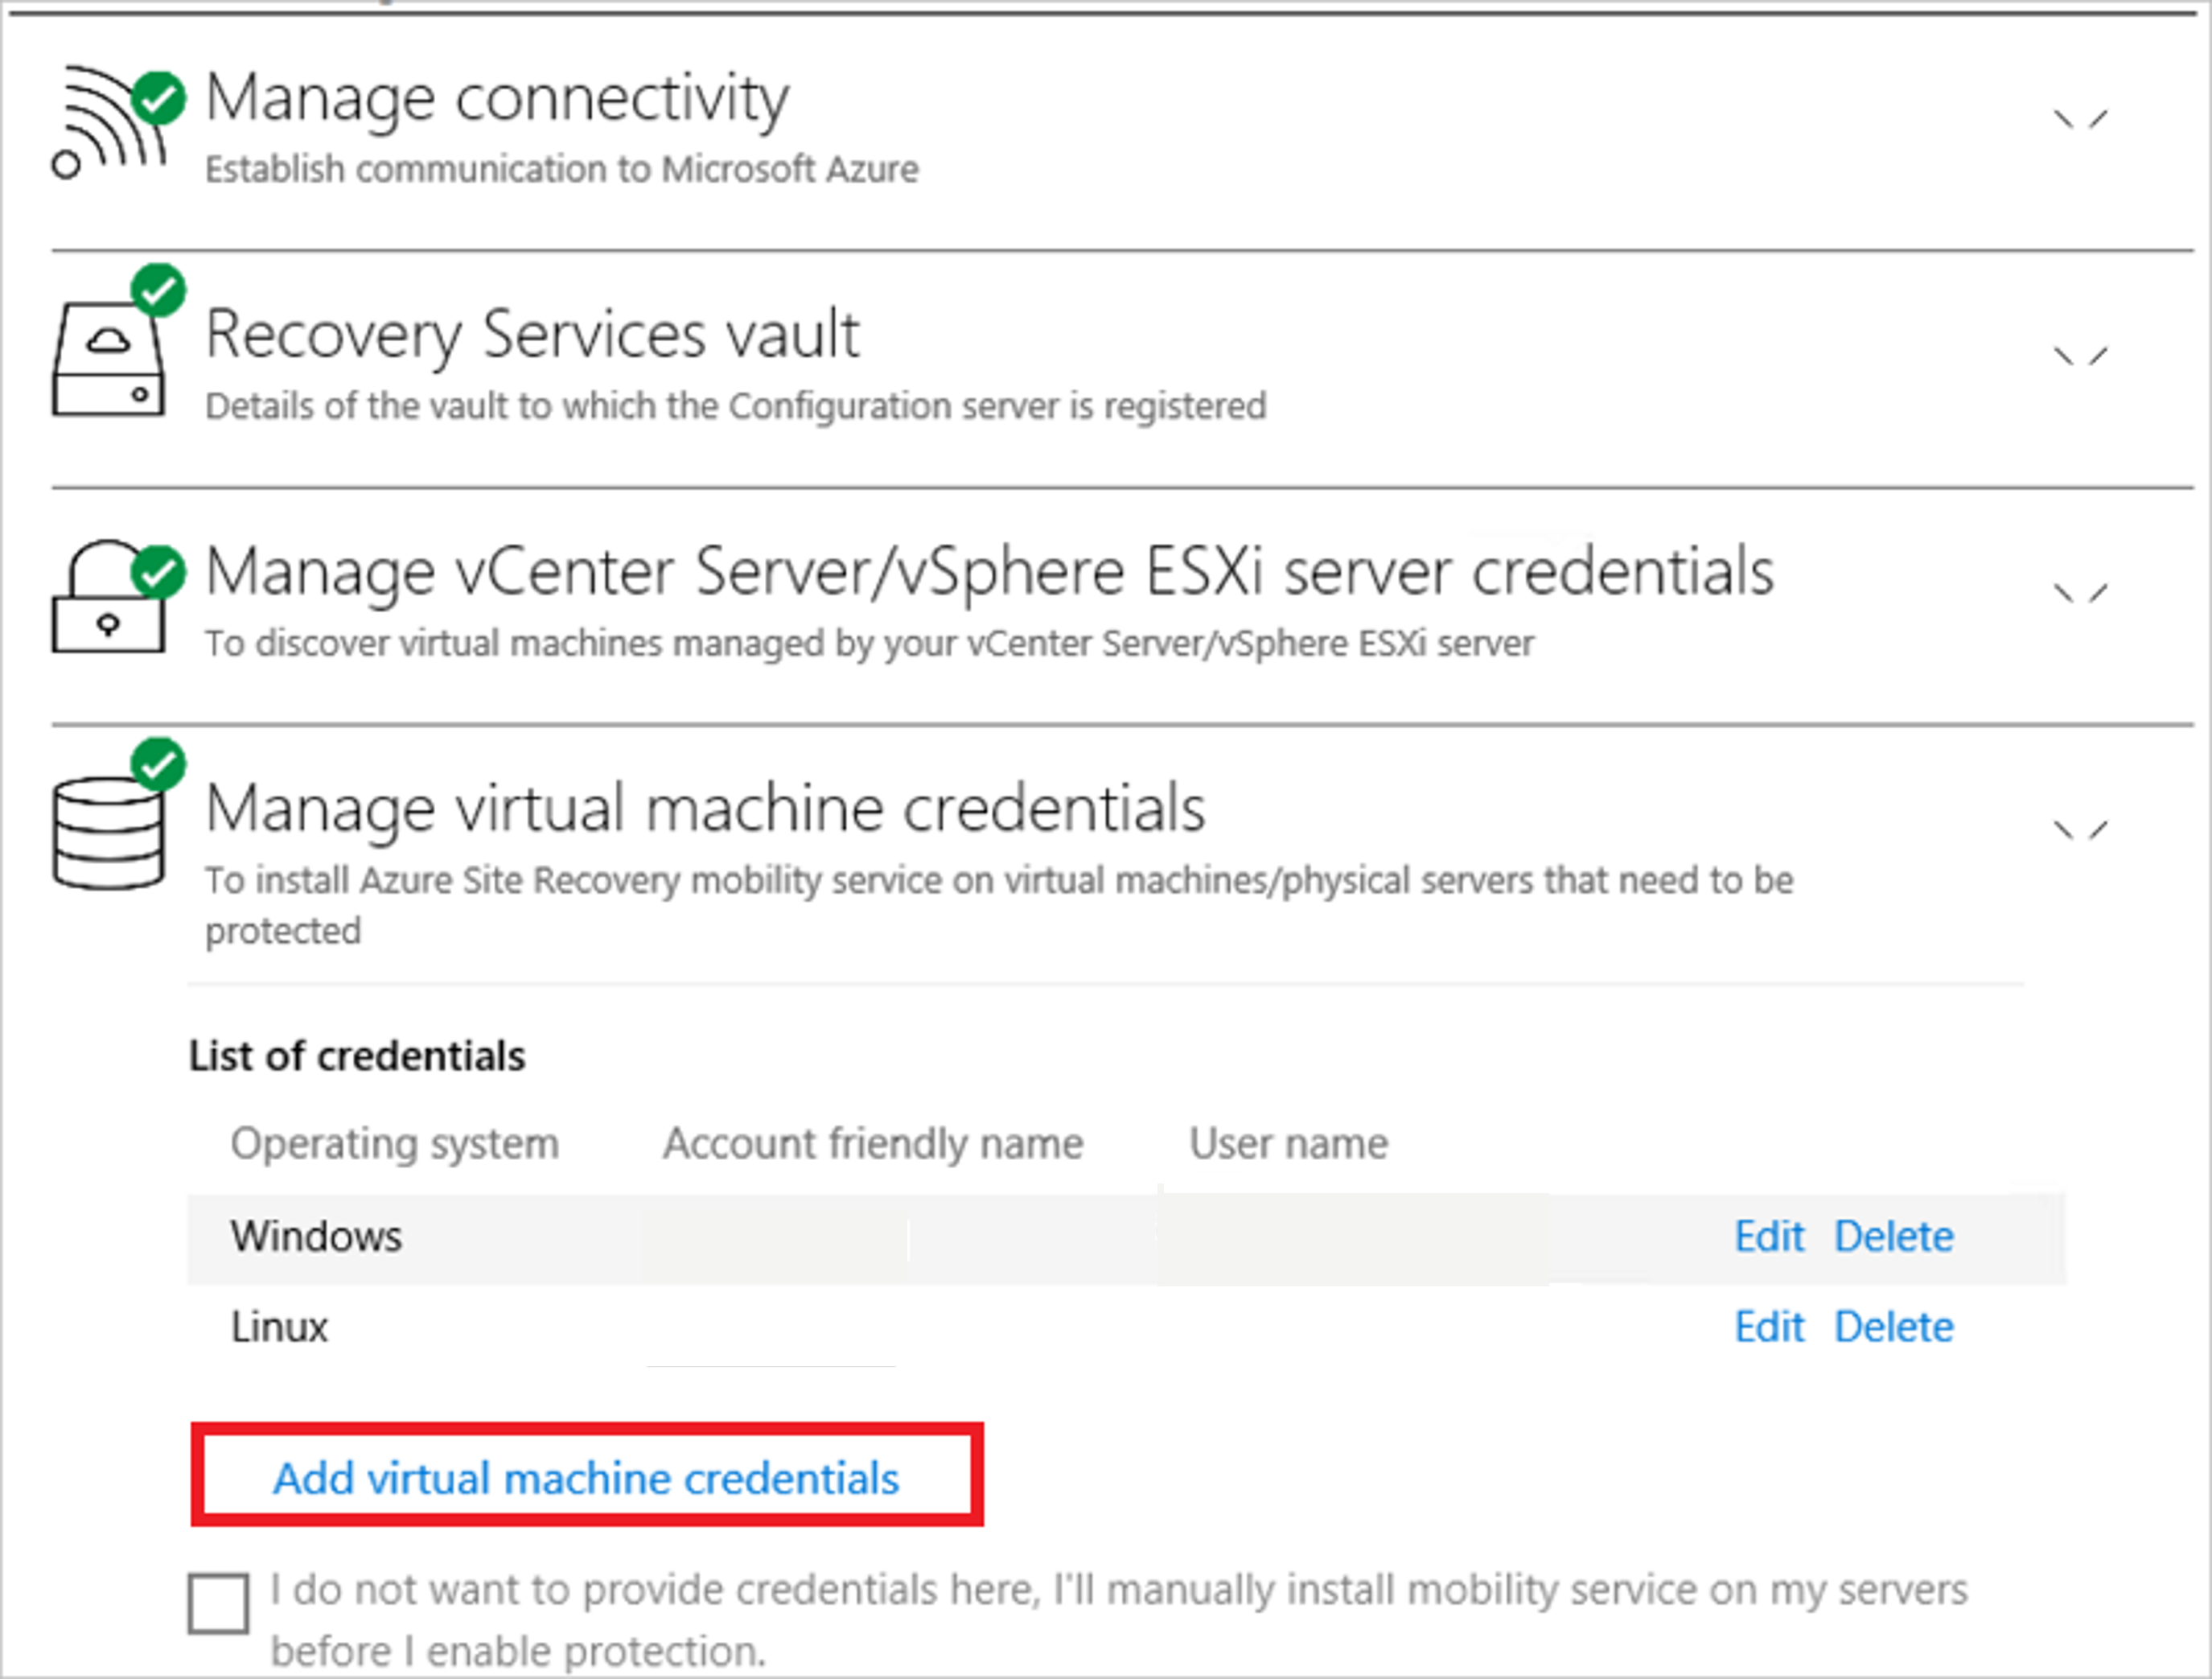 Manage connectivity
Establish communication to Microsoft Azure
Recovery Services vault
Details of the vault to which the Configuration server is registered
Manage vCenter Server/vSphere ESXi server credentials
To discover virtual machines managed by your vCenter Server/vSphere ESXi server
Manage virtual machine credentials
To install Azure Site Recovery mobility service on virtual machines/physical servers that need to be
protected
List of credentials
Operating system Account friendly name User name
Windows Edit Delete
Linux Edit Delete
Add virtual machine credentials
I do not want to provide credentials here, I'll manually install mobility service on my servers
before I enable protection.